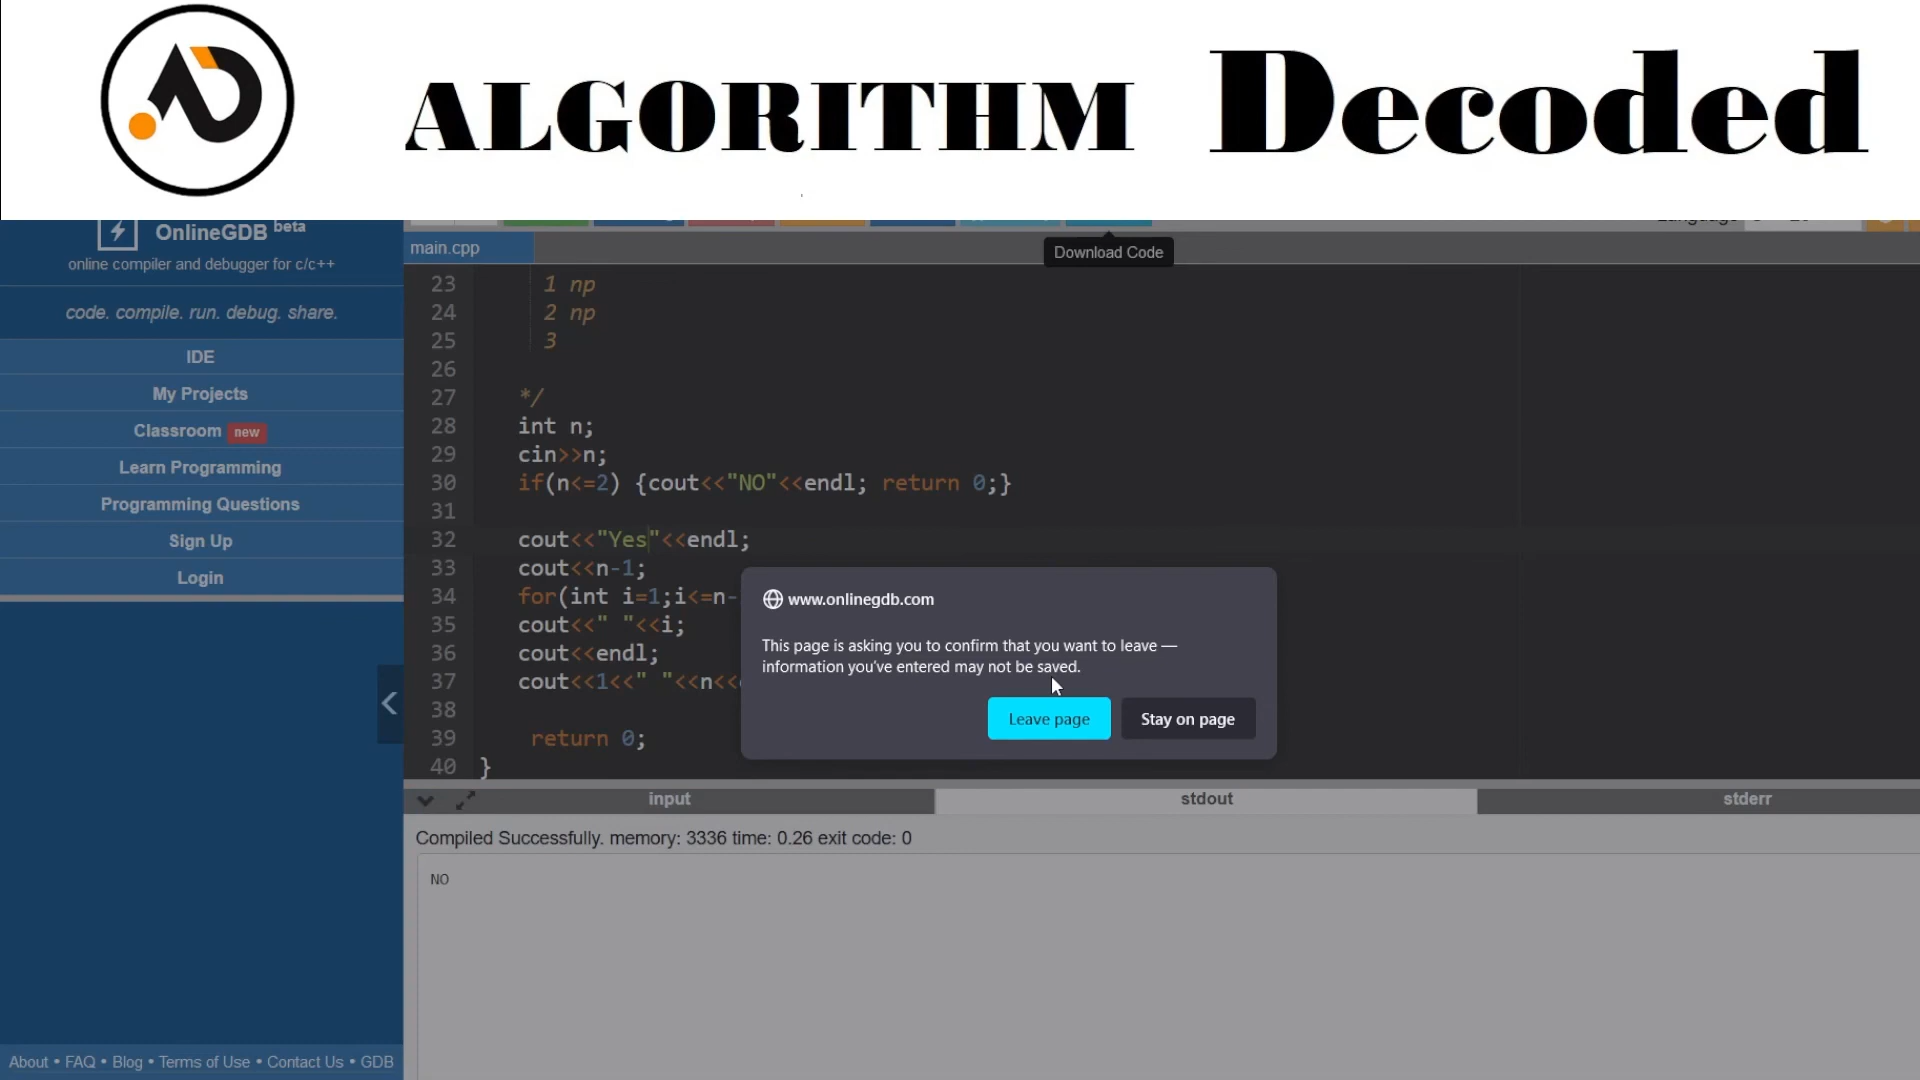 ALGORITHM Decoded
OnlineGDB beta
online compiler and debugger for c/c++
code. compile. run. debug. share.
IDE
My Projects
Classroom new
Learn Programming
Programming Questions
Sign Up
Login
About • FAQ • Blog • Terms of Use • Contact Us • GDB
main.cpp
Download Code
23 1 np
24 2 np
25 3
26
27 */
28 int n;
29 cin>>n;
30 if(n<=2) {cout<<"NO"<<endl; return 0;}
31
32 cout<<"Yes"<<endl;
33 cout<<n-1;
34 for(int i=1;i<=n-
35 cout<<" "<<i;
36 cout<<endl;
37 cout<<1<<" "<<n<<
38
39 return 0;
40 }
www.onlinegdb.com
This page is asking you to confirm that you want to leave —
information you've entered may not be saved.
Leave page
Stay on page
input
stdout
stderr
Compiled Successfully. memory: 3336 time: 0.26 exit code: 0
NO